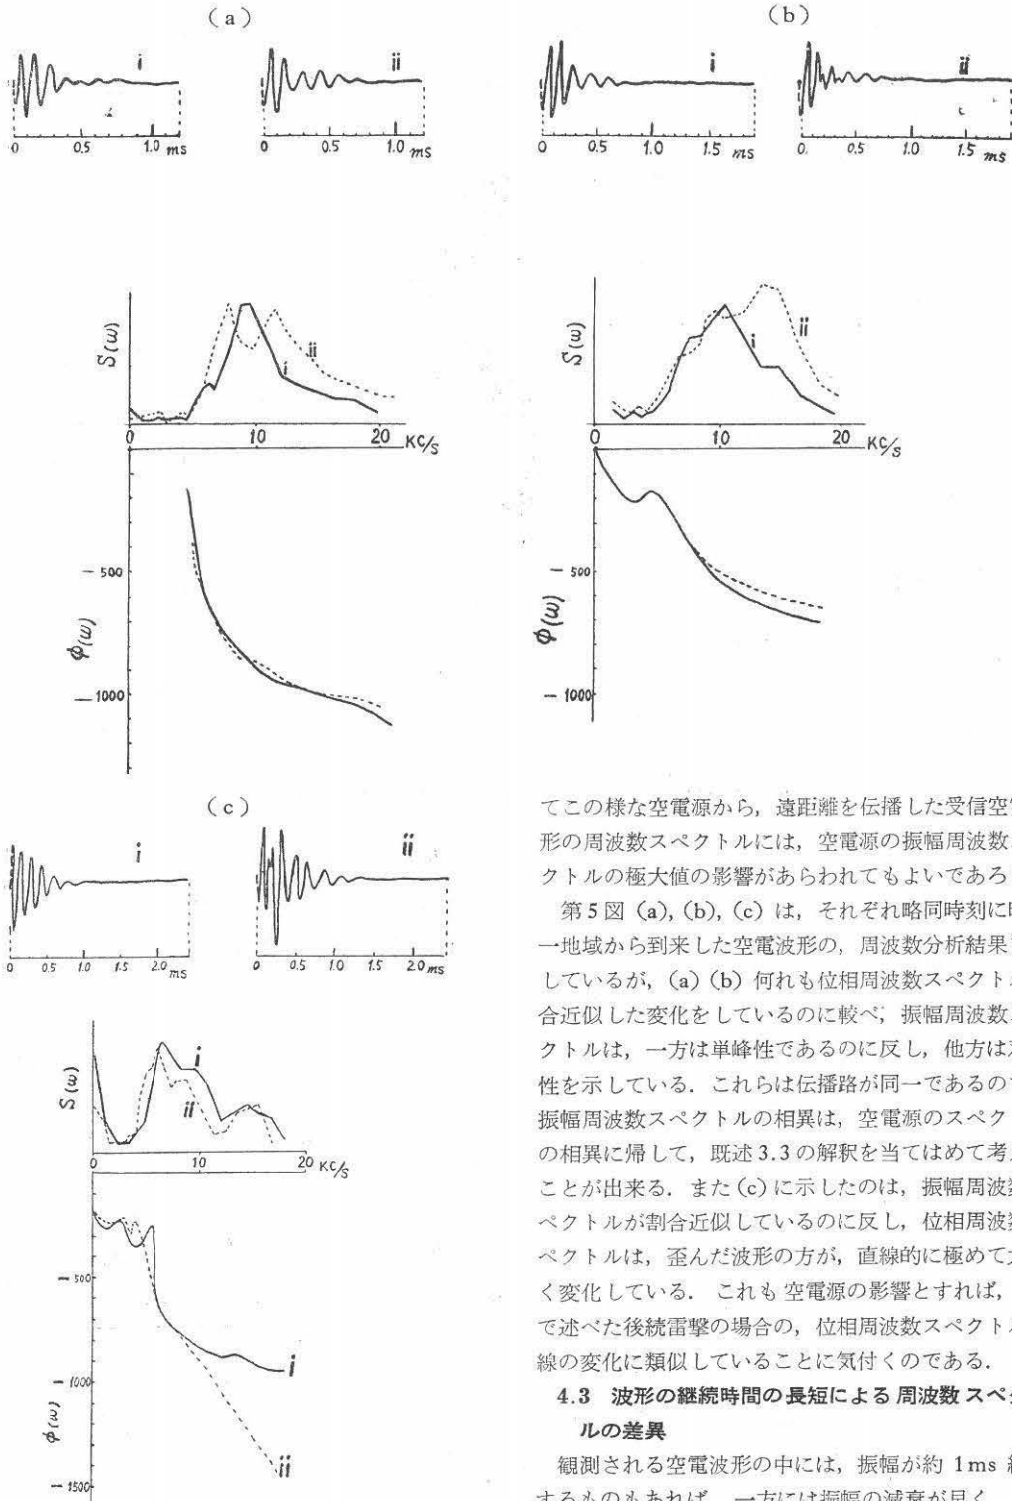 (a)
i
0 0.5 1.0 ms
ii
0 0.5 1.0 ms
S(ω)
ii
i
0 10 20 KC/S
－500
－1000
φ(ω)
(b)
i
0 0.5 1.0 1.5 ms
ii
0. 0.5 1.0 1.5 ms
S(ω)
i
ii
0 10 20 KC/S
－500
－1000
φ(ω)
(c)
i
0 0.5 1.0 1.5 2.0 ms
ii
0 0.5 1.0 1.5 2.0 ms
S(ω)
i
ii
0 10 20 KC/S
－500
－1000
－1500
φ(ω)
i
ii
てこの様な空電源から，遠距離を伝播した受信空
形の周波数スペクトルには，空電源の振幅周波数
クトルの極大値の影響があらわれてもよいであろ
第5図 (a), (b), (c) は，それぞれ略同時刻に
一地域から到来した空電波形の，周波数分析結果
しているが，(a) (b) 何れも位相周波数スペクト
合近似した変化をしているのに較べ，振幅周波数
クトルは，一方は単峰性であるのに反し，他方は
性を示している．これらは伝播路が同一であるの
振幅周波数スペクトルの相異は，空電源のスペク
の相異に帰して，既述 3.3 の解釈を当てはめて考
ことが出来る．また (c) に示したのは，振幅周波
ペクトルが割合近似しているのに反し，位相周波
ペクトルは，歪んだ波形の方が，直線的に極めて
く変化している． これも 空電源の影響とすれば，
で述べた後続雷撃の場合の，位相周波数スペクト
線の変化に類似していることに気付くのである．
4.3 波形の継続時間の長短による 周波数 スペ
ルの差異
観測される空電波形の中には，振幅が約 1ms
するものもあれば，一方には振幅の減衰が早く，